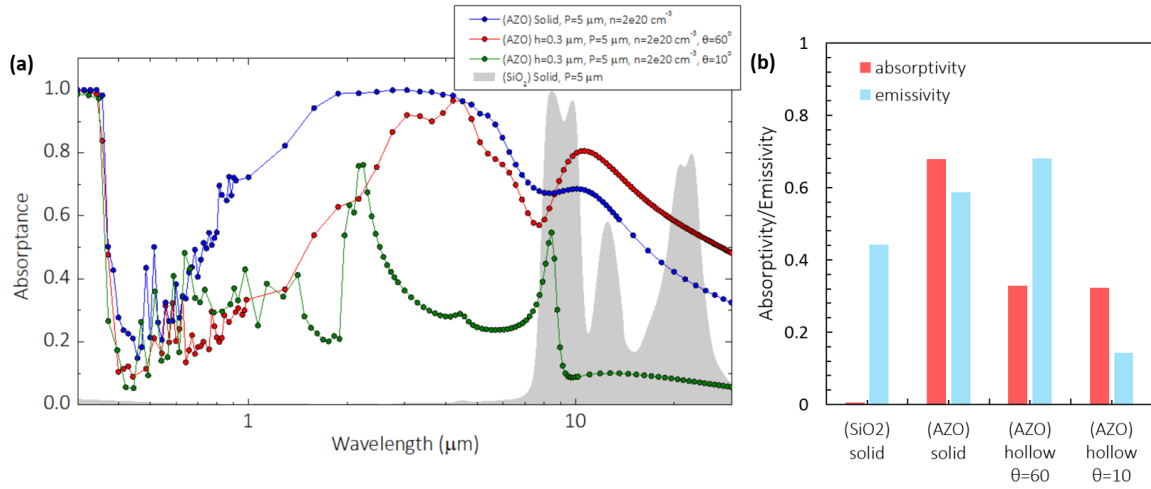 (a)
(AZO) Solid, P=5 μm, n=2e20 cm⁻³
(AZO) h=0.3 μm, P=5 μm, n=2e20 cm⁻³, θ=60°
(AZO) h=0.3 μm, P=5 μm, n=2e20 cm⁻³, θ=10°
(SiO₂) Solid, P=5 μm
Absorptance
1.0
0.8
0.6
0.4
0.2
0.0
1
10
Wavelength (μm)
(b)
absorptivity
emissivity
Absorptivity/Emissivity
1
0.8
0.6
0.4
0.2
0
(SiO2)
solid
(AZO)
solid
(AZO)
hollow
θ=60
(AZO)
hollow
θ=10